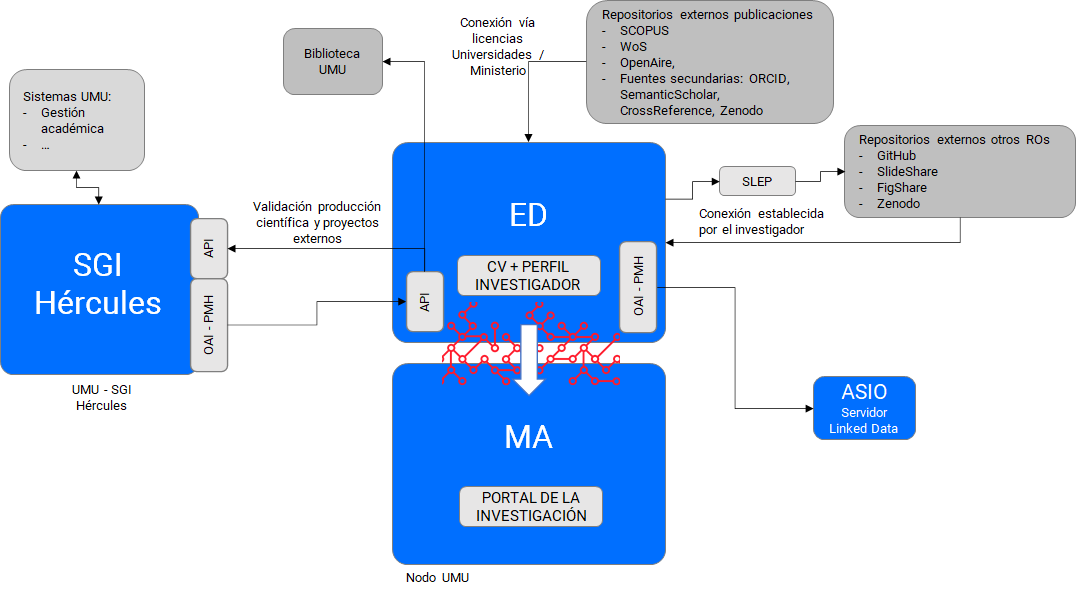 Repositorios externos publicaciones
- SCOPUS
- WoS
- OpenAire,
- Fuentes secundarias: ORCID,
SemanticScholar,
CrossReference, Zenodo
Conexión vía
licencias
Universidades /
Ministerio
Biblioteca
UMU
Sistemas UMU:
- Gestión
académica
- ...
Repositorios externos otros ROs
- GitHub
- SlideShare
- FigShare
- Zenodo
SLEP
Conexión establecida
por el investigador
Validación producción
científica y proyectos
externos
SGI
Hércules
API
OAI - PMH
UMU - SGI
Hércules
ED
CV + PERFIL
INVESTIGADOR
API
OAI - PMH
MA
PORTAL DE LA
INVESTIGACIÓN
Nodo UMU
ASIO
Servidor
Linked Data